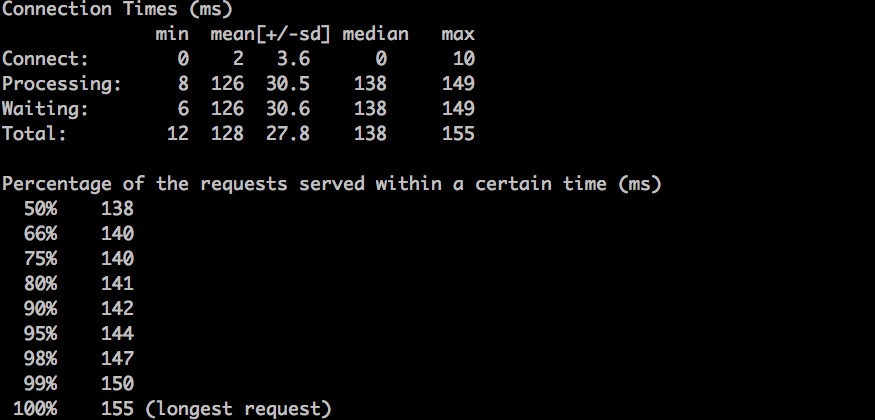 Connection Times (ms)
              min  mean[+/-sd] median   max
Connect:        0    2   3.6      0      10
Processing:     8  126  30.5    138     149
Waiting:        6  126  30.6    138     149
Total:         12  128  27.8    138     155
Percentage of the requests served within a certain time (ms)
  50%    138
  66%    140
  75%    140
  80%    141
  90%    142
  95%    144
  98%    147
  99%    150
 100%    155 (longest request)